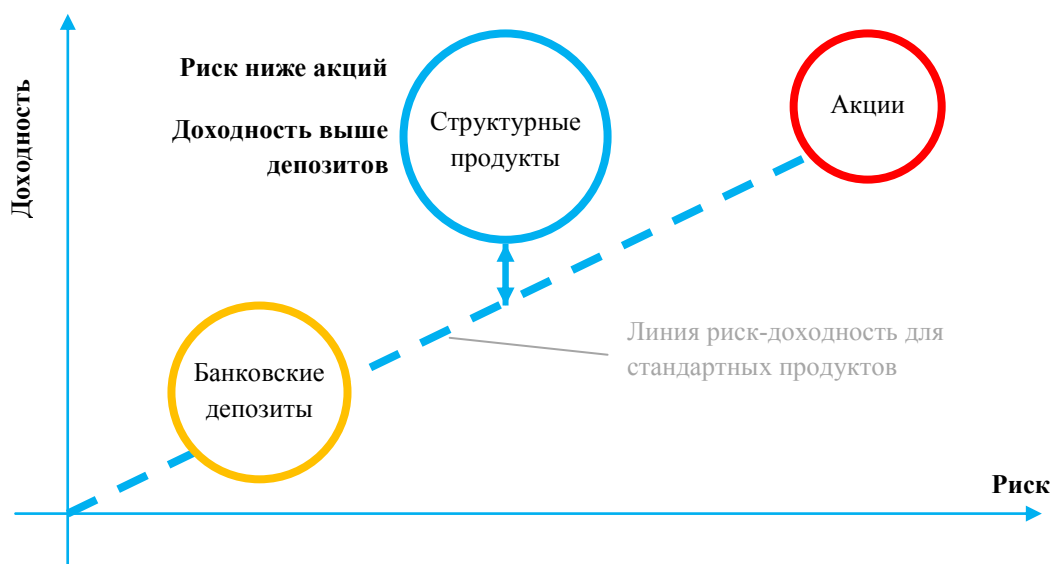 Доходность
Риск ниже акций
Доходность выше
депозитов
Структурные
продукты
Акции
Линия риск-доходность для
стандартных продуктов
Банковские
депозиты
Риск